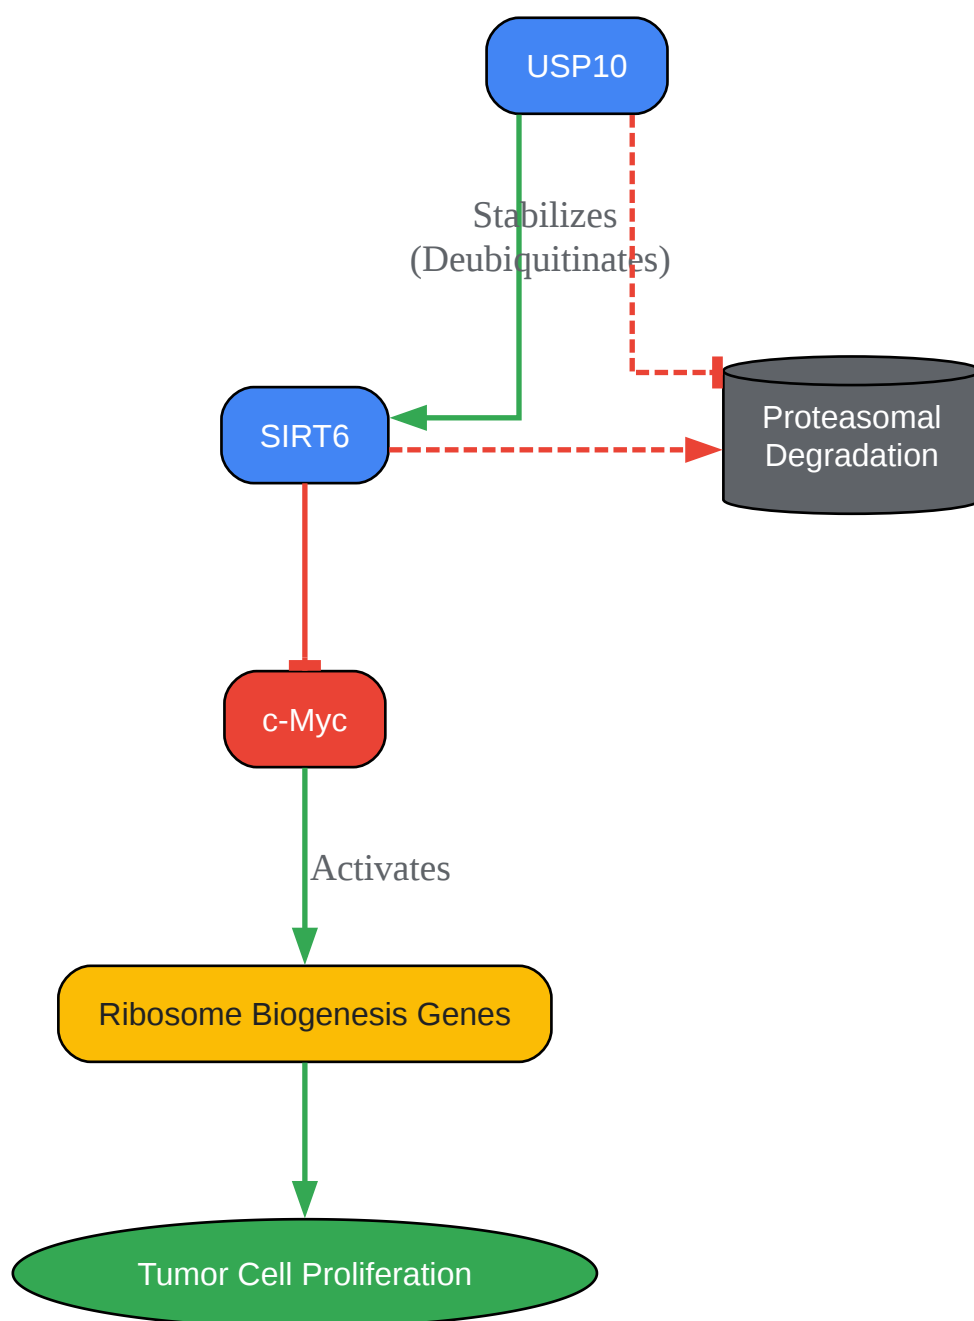 USP10
Stabilizes
(Deubiquitinates)
Proteasomal
Degradation
SIRT6
c-Myc
Activates
Ribosome Biogenesis Genes
Tumor Cell Proliferation